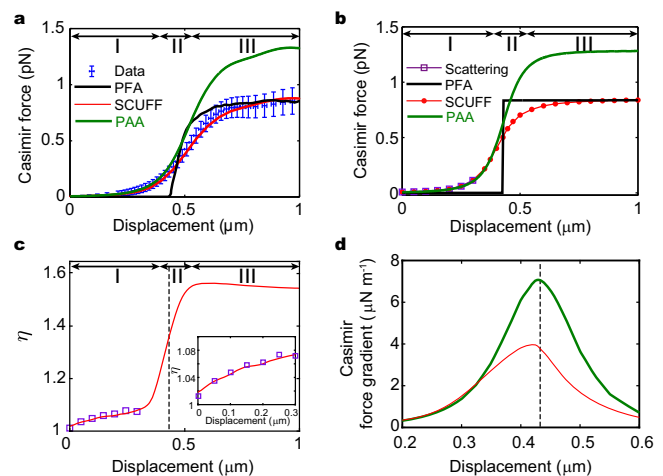 a
I II III
Casimir force (pN)
1.5
1
0.5
0
Data
PFA
SCUFF
PAA
0 0.5 1
Displacement (μm)
b
I II III
Casimir force (pN)
1.5
1.0
0.5
0
Scattering
PFA
SCUFF
PAA
0 0.5 1
Displacement (μm)
c
I II III
η
1.6
1.4
1.2
1
0 0.5 1
Displacement (μm)
η
1.08
1.04
1
0 0.1 0.2 0.3
Displacement (μm)
d
Casimir
force gradient (μN m⁻¹)
8
6
4
2
0
0.2 0.3 0.4 0.5 0.6
Displacement (μm)